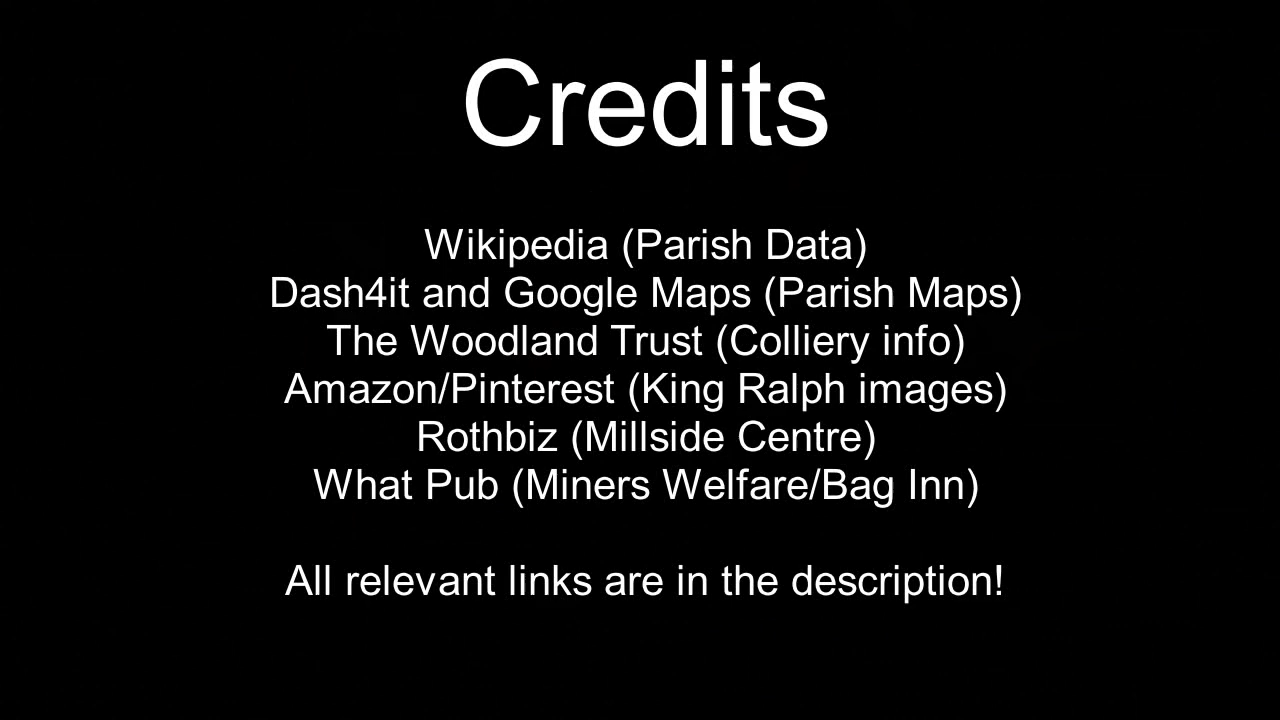 Credits
Wikipedia (Parish Data)
Dash4it and Google Maps (Parish Maps)
The Woodland Trust (Colliery info)
Amazon/Pinterest (King Ralph images)
Rothbiz (Millside Centre)
What Pub (Miners Welfare/Bag Inn)
All relevant links are in the description!